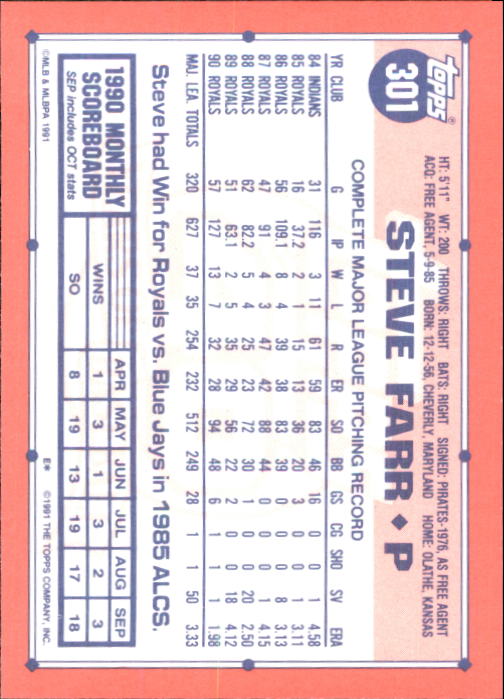 TOPPS®
301
HT: 5'11" WT: 200 THROWS: RIGHT BATS: RIGHT SIGNED: PIRATES-1976, AS FREE AGENT
ACQ: FREE AGENT, 5-9-85 BORN: 12-12-56, CHEVERLY, MARYLAND HOME: OLATHE, KANSAS
STEVE FARR ◆ P
COMPLETE MAJOR LEAGUE PITCHING RECORD
YR CLUB G IP W L R ER SO BB GS CG SHO SV ERA
84 INDIANS 31 116 3 11 61 59 83 46 16 0 0 1 4.58
85 ROYALS 16 37.2 2 1 15 13 36 20 3 0 0 1 3.11
86 ROYALS 56 109.1 8 4 39 38 83 39 0 0 0 8 3.13
87 ROYALS 47 91 4 3 47 42 88 44 0 0 0 1 4.15
88 ROYALS 62 82.2 5 4 25 23 72 30 1 0 0 20 2.50
89 ROYALS 51 63.1 2 5 35 29 56 22 2 0 0 18 4.12
90 ROYALS 57 127 13 7 32 28 94 48 6 1 1 1 1.98
MAJ. LEA. TOTALS 320 627 37 35 254 232 512 249 28 1 1 50 3.33
Steve had Win for Royals vs. Blue Jays in 1985 ALCS.
1990 MONTHLY
SCOREBOARD
SEP includes OCT stats
APR MAY JUN JUL AUG SEP
WINS 1 3 1 3 2 3
SO 8 19 13 19 17 18
©MLB & MLBPA 1991 E* ©1991 THE TOPPS COMPANY, INC.